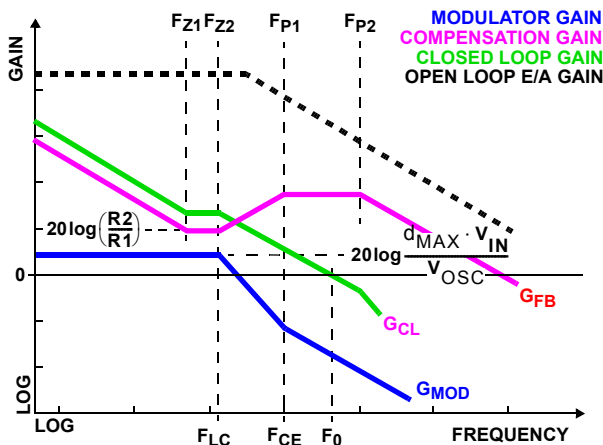 F_Z1 F_Z2 F_P1 F_P2
MODULATOR GAIN
COMPENSATION GAIN
CLOSED LOOP GAIN
OPEN LOOP E/A GAIN
GAIN
20log(R2/R1)
20log d_MAX · V_IN / V_OSC
0
G_FB
G_CL
G_MOD
LOG
LOG
F_LC F_CE F_0
FREQUENCY